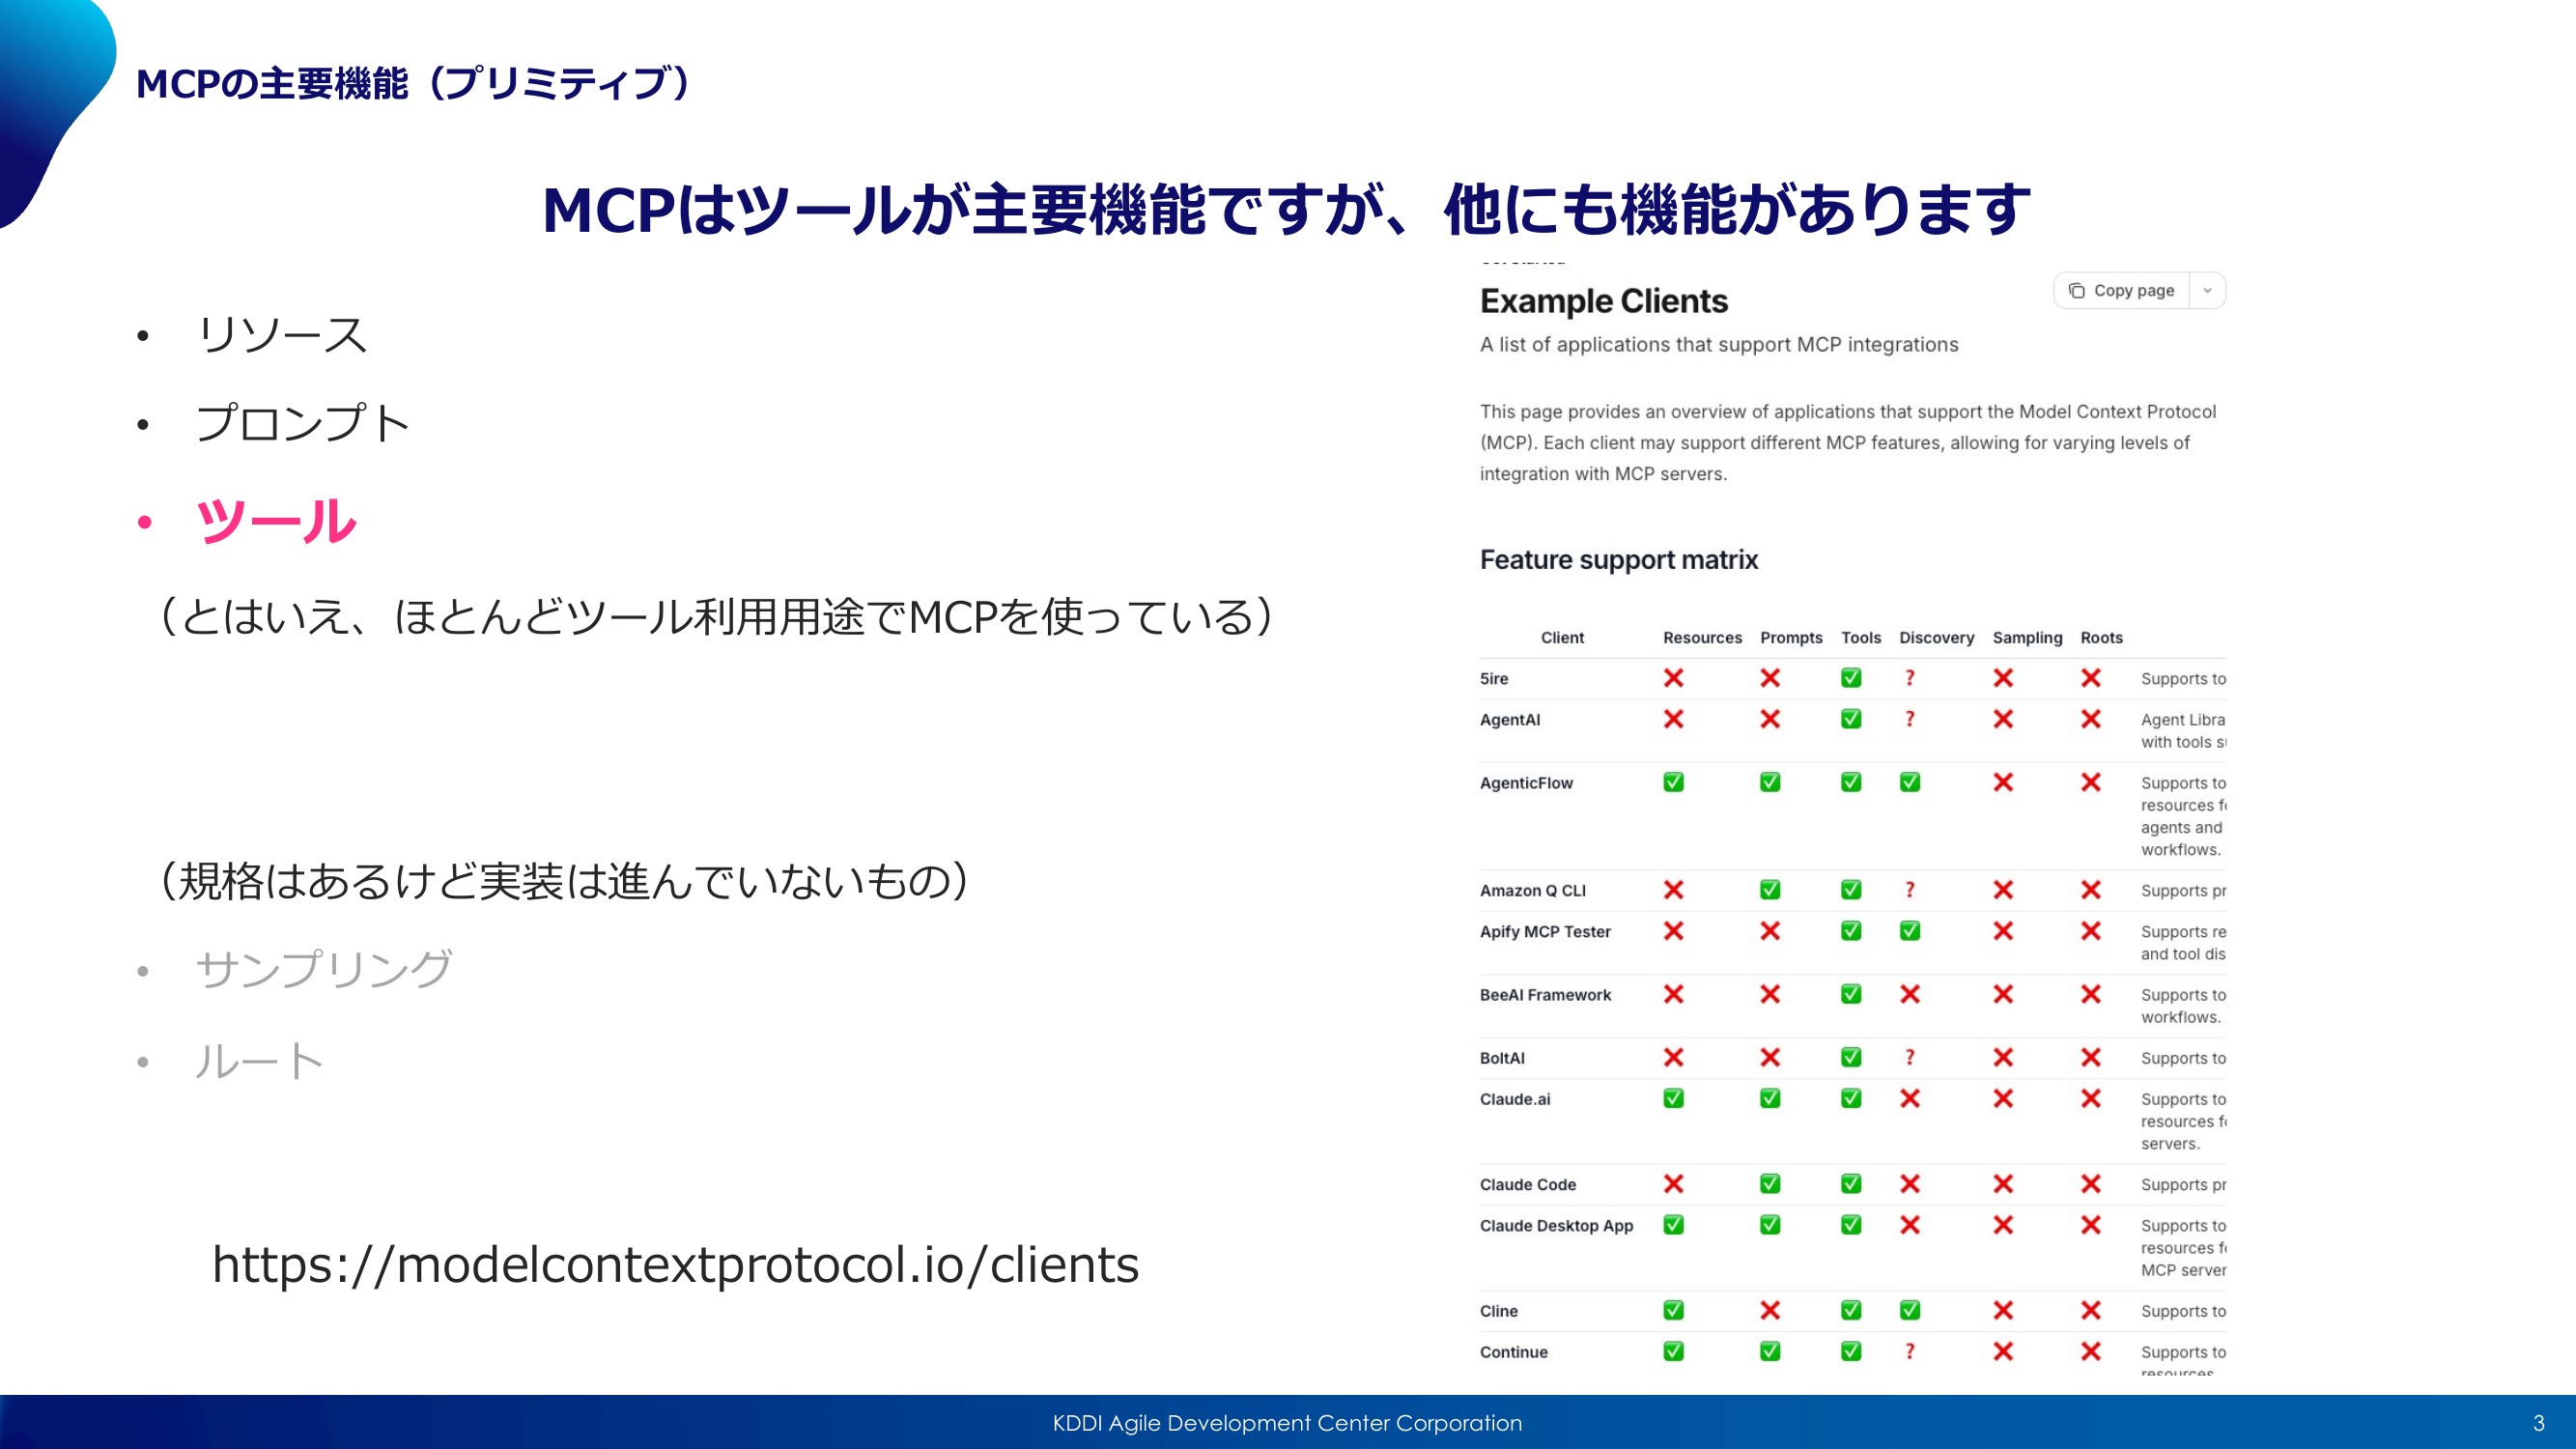 MCPの主要機能（プリミティブ）
MCPはツールが主要機能ですが、他にも機能があります
• リソース
• プロンプト
• ツール
（とはいえ、ほとんどツール利用用途でMCPを使っている）
（規格はあるけど実装は進んでいないもの）
• サンプリング
• ルート
https://modelcontextprotocol.io/clients
Example Clients
Copy page
A list of applications that support MCP integrations
This page provides an overview of applications that support the Model Context Protocol
(MCP). Each client may support different MCP features, allowing for varying levels of
integration with MCP servers.
Feature support matrix
Client Resources Prompts Tools Discovery Sampling Roots
5ire ❌ ❌ ✅ ❓ ❌ ❌ Supports to
AgentAI ❌ ❌ ✅ ❓ ❌ ❌ Agent Libra
with tools
AgenticFlow ✅ ✅ ✅ ✅ ❌ ❌ Supports to
resources
agents and
workflows.
Amazon Q CLI ❌ ✅ ✅ ❓ ❌ ❌ Supports pr
Apify MCP Tester ❌ ❌ ✅ ✅ ❌ ❌ Supports re
and tool dis
BeeAI Framework ❌ ❌ ✅ ❌ ❌ ❌ Supports to
workflows.
BoltAI ❌ ❌ ✅ ❓ ❌ ❌ Supports to
Claude.ai ✅ ✅ ✅ ❌ ❌ ❌ Supports to
resources
servers.
Claude Code ❌ ✅ ✅ ❌ ❌ ❌ Supports pr
Claude Desktop App ✅ ✅ ✅ ❌ ❌ ❌ Supports to
resources
MCP server
Cline ✅ ❌ ✅ ✅ ❌ ❌ Supports to
Continue ✅ ✅ ✅ ❓ ❌ ❌ Supports to
KDDI Agile Development Center Corporation
3